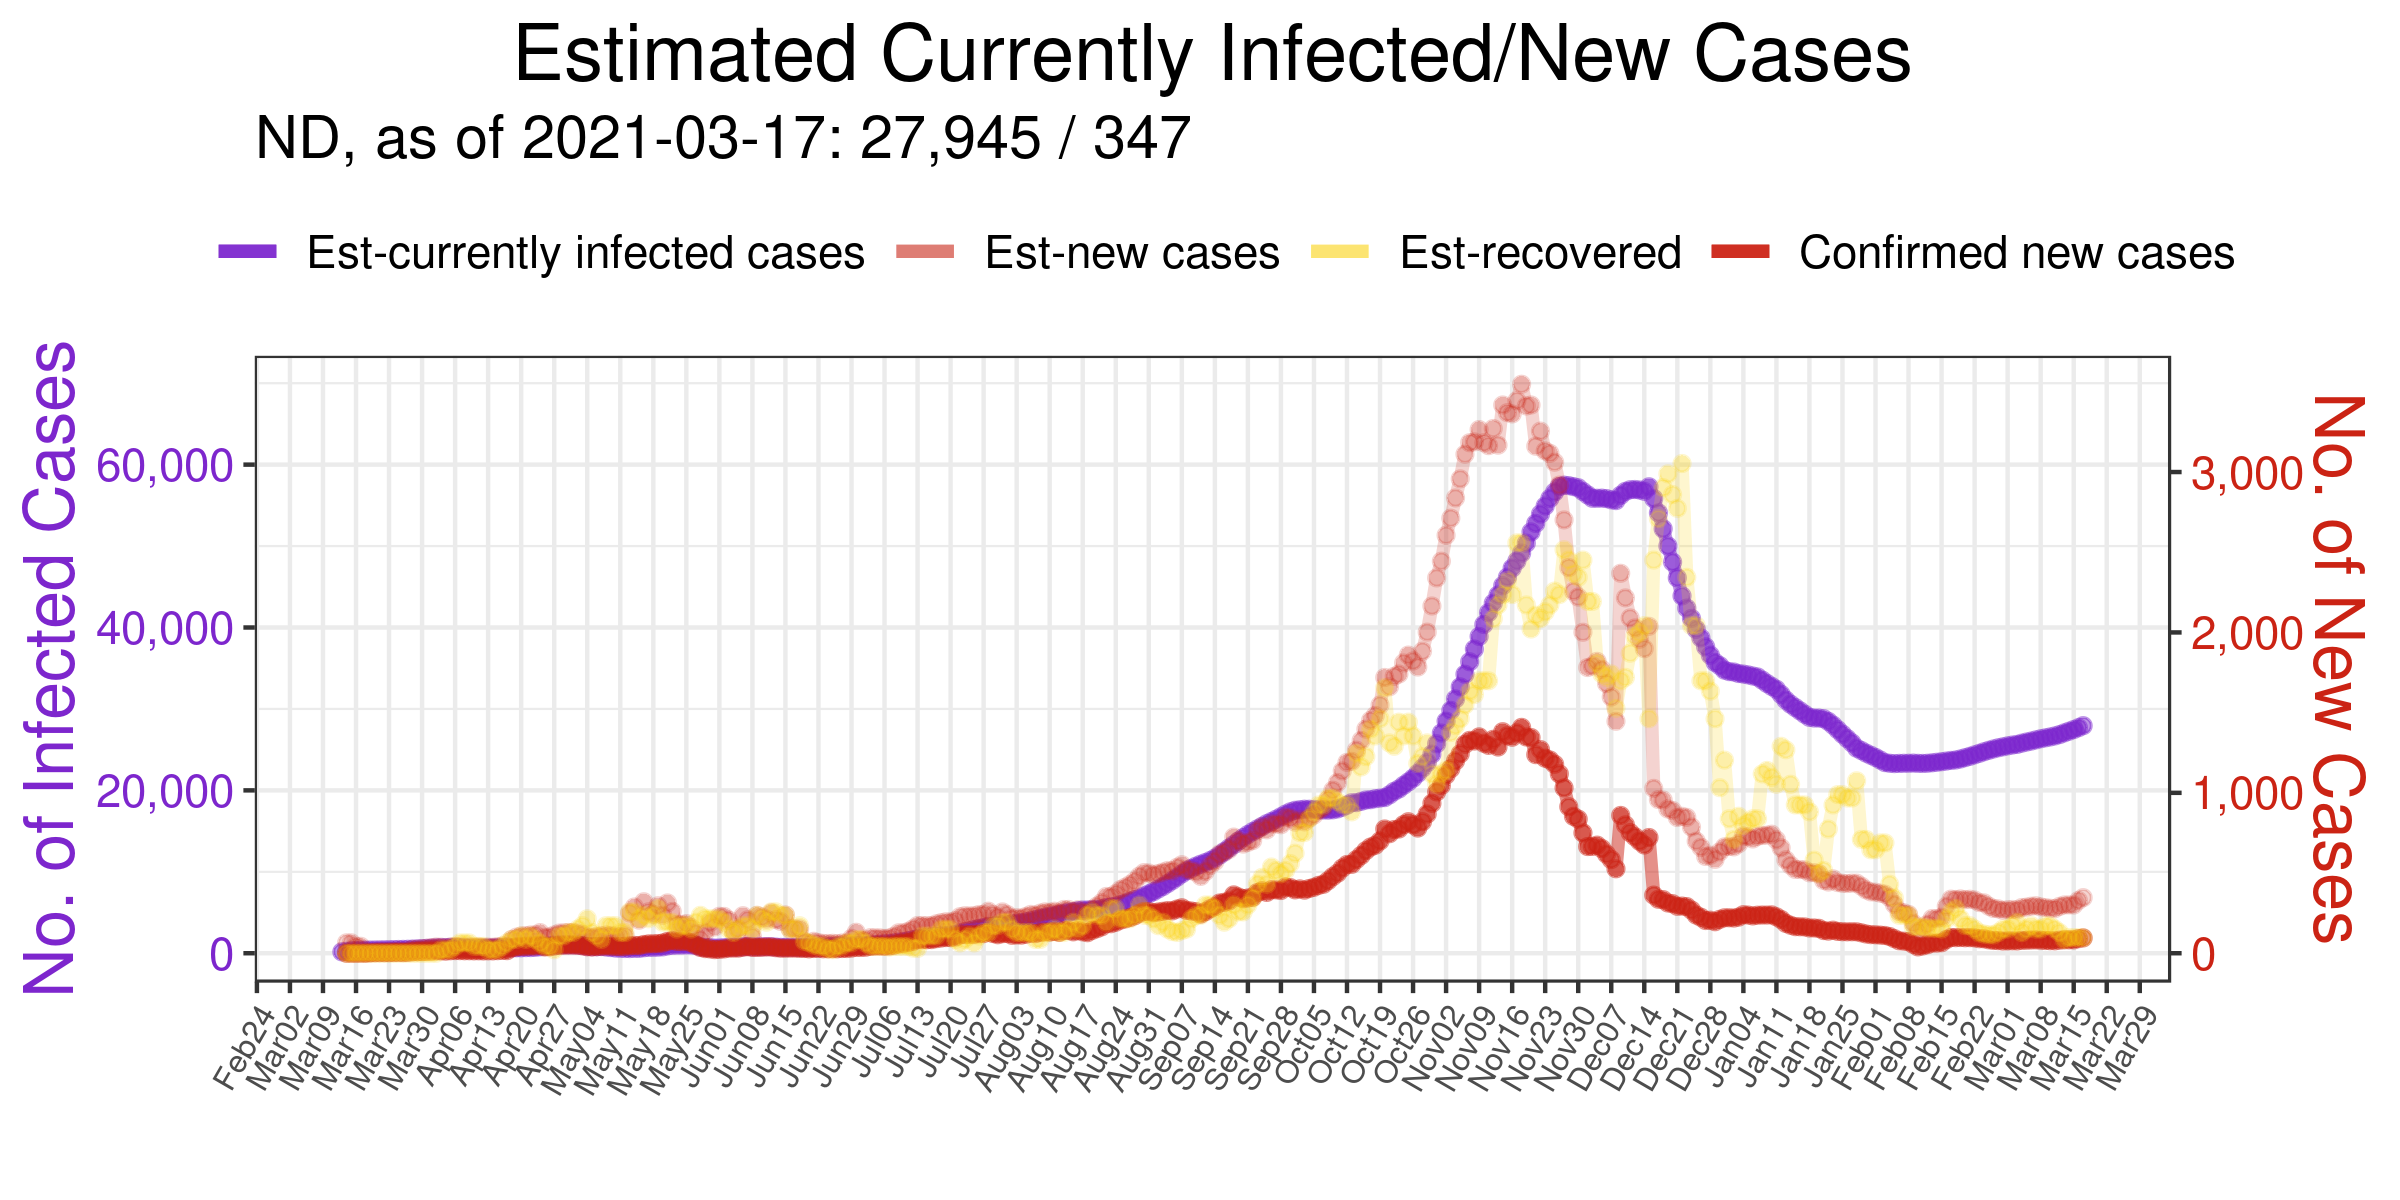 Estimated Currently Infected/New Cases
ND, as of 2021-03-17: 27,945 / 347
Est-currently infected cases Est-new cases Est-recovered Confirmed new cases
No. of Infected Cases
60,000
40,000
20,000
0
3,000
2,000
1,000
0
No. of New Cases
Feb24 Mar02 Mar09 Mar16 Mar23 Mar30 Apr06 Apr13 Apr20 Apr27 May04 May11 May18 May25 Jun01 Jun08 Jun15 Jun22 Jun29 Jul06 Jul13 Jul20 Jul27 Aug03 Aug10 Aug17 Aug24 Aug31 Sep07 Sep14 Sep21 Sep28 Oct05 Oct12 Oct19 Oct26 Nov02 Nov09 Nov16 Nov23 Nov30 Dec07 Dec14 Dec21 Dec28 Jan04 Jan11 Jan18 Jan25 Feb01 Feb08 Feb15 Feb22 Mar01 Mar08 Mar15 Mar22 Mar29